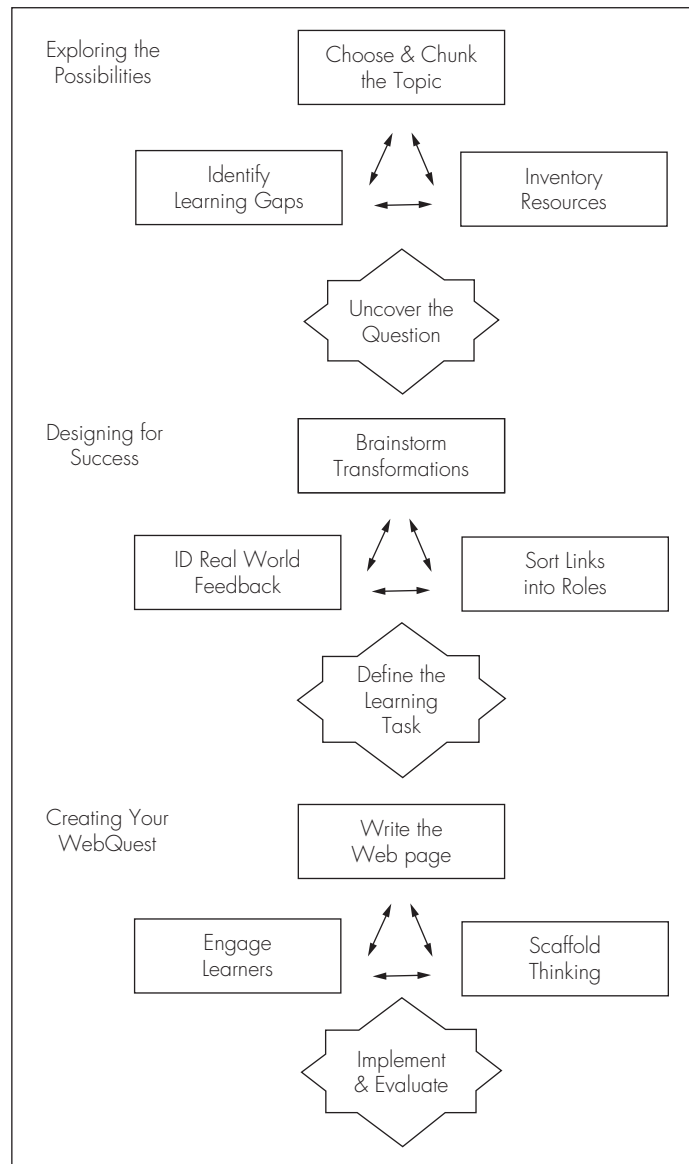 Exploring the
Possibilities
Choose & Chunk
the Topic
Identify
Learning Gaps
Inventory
Resources
Uncover the
Question
Designing for
Success
Brainstorm
Transformations
ID Real World
Feedback
Sort Links
into Roles
Define the
Learning
Task
Creating Your
WebQuest
Write the
Web page
Engage
Learners
Scaffold
Thinking
Implement
& Evaluate